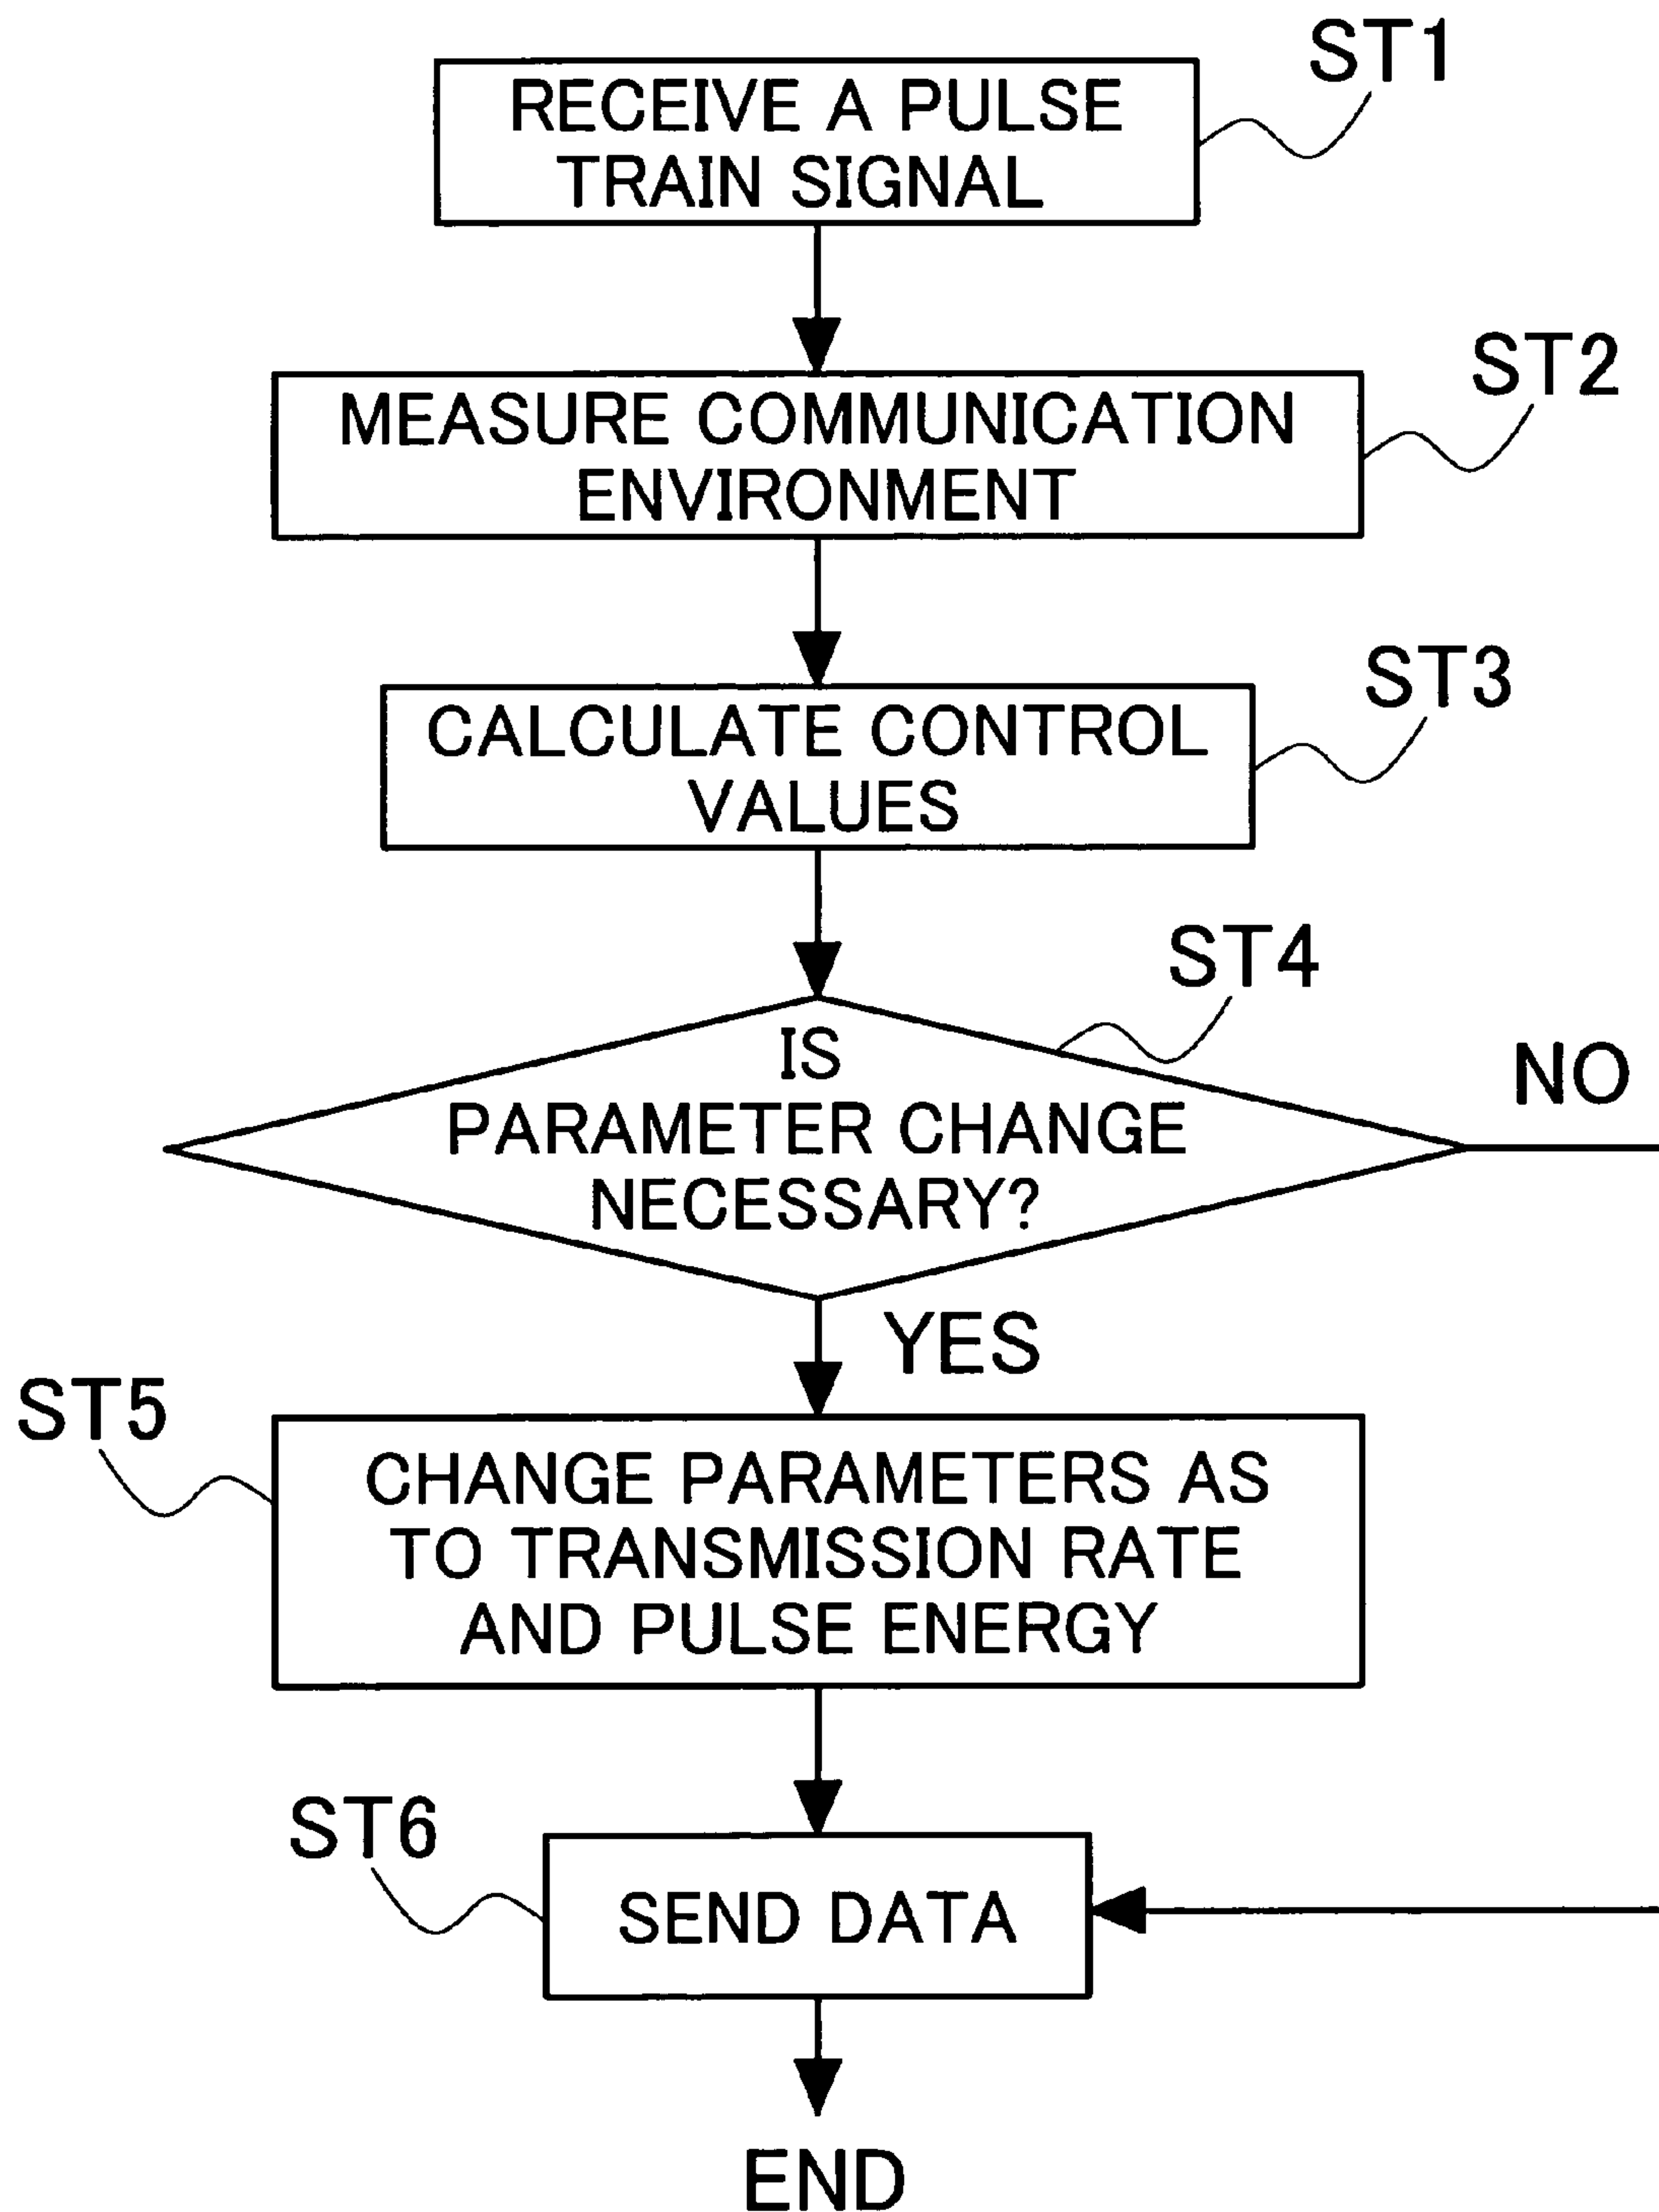 ST1
RECEIVE A PULSE
TRAIN SIGNAL
ST2
MEASURE COMMUNICATION
ENVIRONMENT
ST3
CALCULATE CONTROL
VALUES
ST4
IS
PARAMETER CHANGE
NECESSARY?
NO
YES
ST5
CHANGE PARAMETERS AS
TO TRANSMISSION RATE
AND PULSE ENERGY
ST6
SEND DATA
END